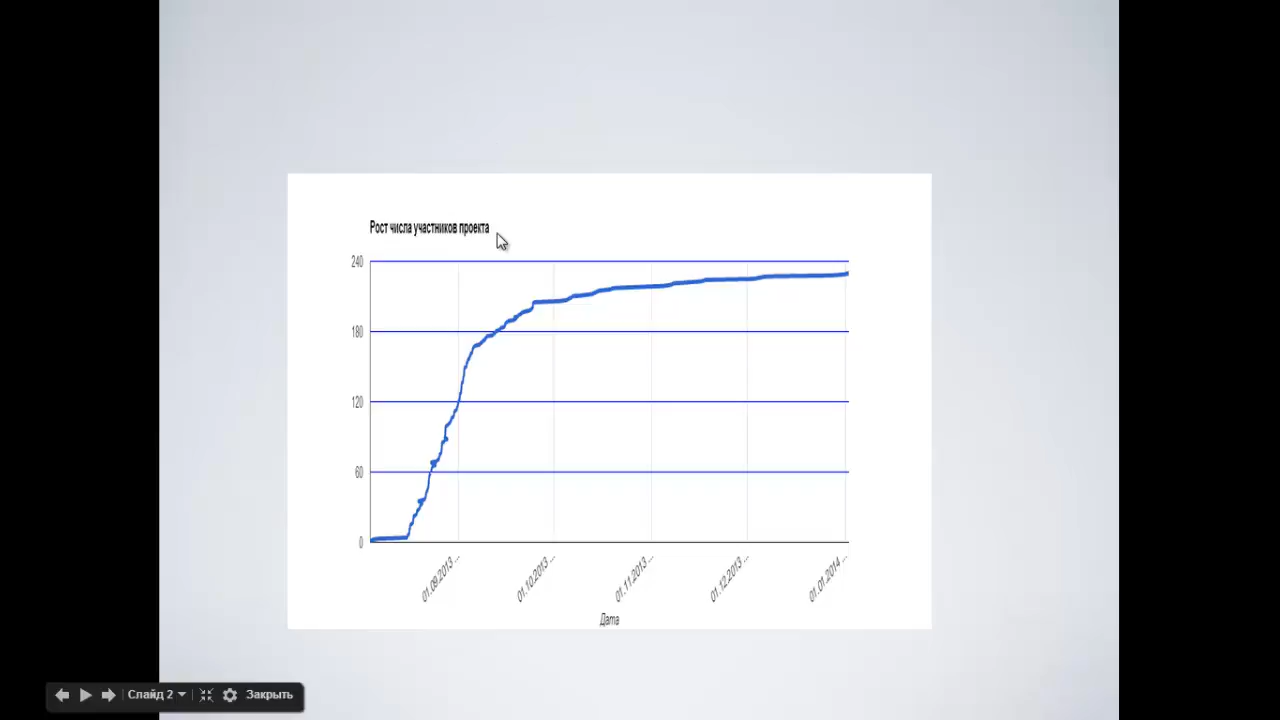 Рост числа участников проекта
240
180
120
60
0
01.09.2013 ...
01.10.2013 ...
01.11.2013 ...
01.12.2013 ...
01.01.2014 ...
Дата
Слайд 2
Закрыть